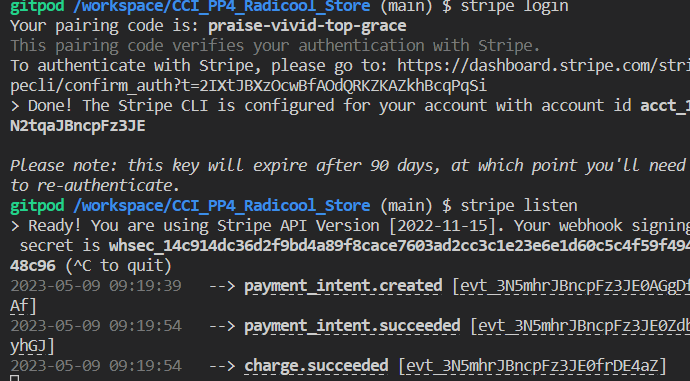 gitpod /workspace/CCI_PP4_Radicool_Store (main) $ stripe login
Your pairing code is: praise-vivid-top-grace
This pairing code verifies your authentication with Stripe.
To authenticate with Stripe, please go to: https://dashboard.stripe.com/stri
pecli/confirm_auth?t=2IXtJBXzOcwBfAOdQRKZKAZkhBcqPqSi
> Done! The Stripe CLI is configured for your account with account id acct_1
N2tqaJBncpFz3JE
Please note: this key will expire after 90 days, at which point you'll need
to re-authenticate.
gitpod /workspace/CCI_PP4_Radicool_Store (main) $ stripe listen
> Ready! You are using Stripe API Version [2022-11-15]. Your webhook signing
secret is whsec_14c914dc36d2f9bd4a89f8cace7603ad2cc3c1e23e6e1d60c5c4f59f494
48c96 (^C to quit)
2023-05-09 09:19:39 --> payment_intent.created [evt_3N5mhrJBncpFz3JE0AGgDf
Af]
2023-05-09 09:19:54 --> payment_intent.succeeded [evt_3N5mhrJBncpFz3JE0Zdb
yhGJ]
2023-05-09 09:19:54 --> charge.succeeded [evt_3N5mhrJBncpFz3JE0frDE4aZ]